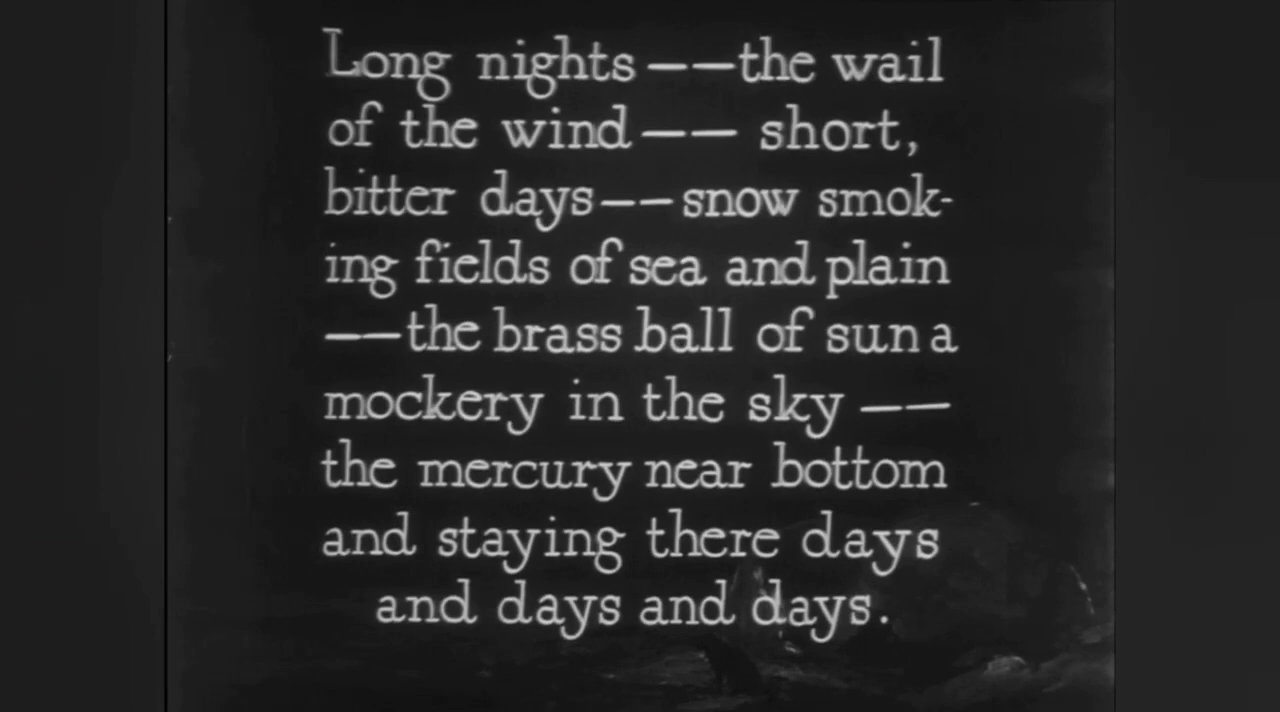 Long nights——the wail
of the wind—— short,
bitter days——snow smok-
ing fields of sea and plain
——the brass ball of sun a
mockery in the sky ——
the mercury near bottom
and staying there days
and days and days.